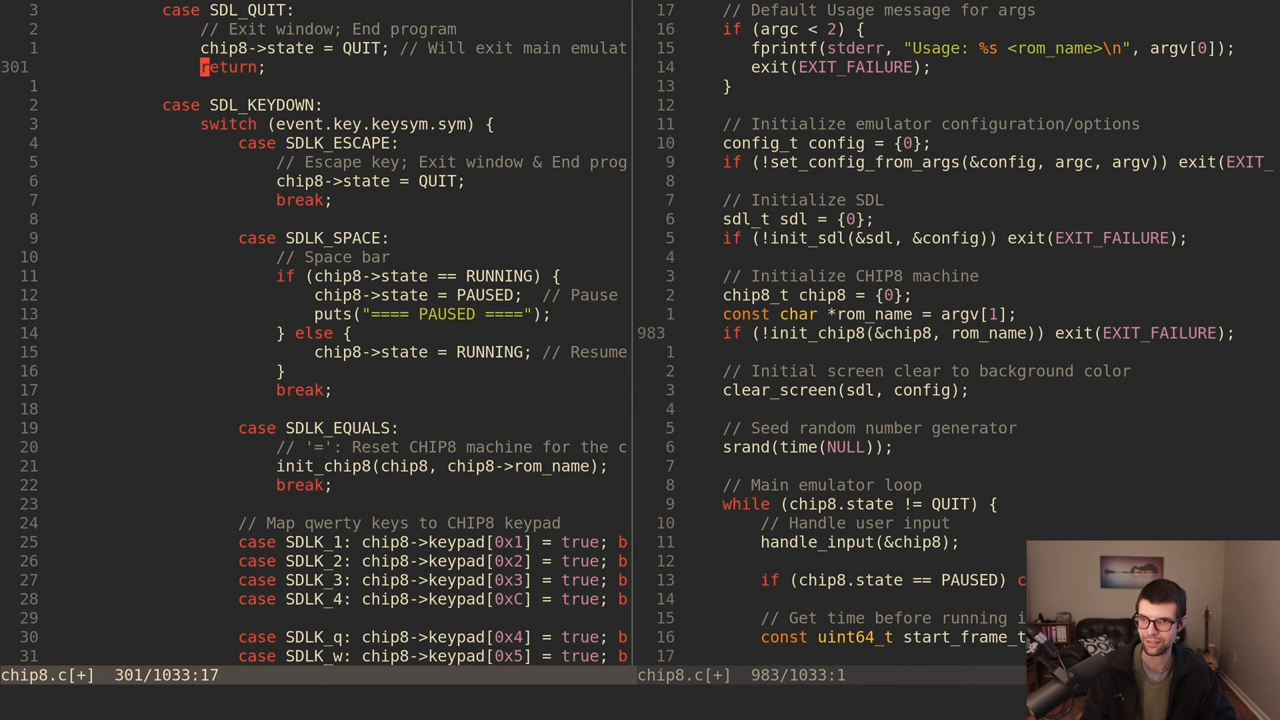 3 case SDL_QUIT:
2 // Exit window; End program
1 chip8->state = QUIT; // Will exit main emulat
301 return;
1
2 case SDL_KEYDOWN:
3 switch (event.key.keysym.sym) {
4 case SDLK_ESCAPE:
5 // Escape key; Exit window & End prog
6 chip8->state = QUIT;
7 break;
8
9 case SDLK_SPACE:
10 // Space bar
11 if (chip8->state == RUNNING) {
12 chip8->state = PAUSED;  // Pause
13 puts("==== PAUSED ====");
14 } else {
15 chip8->state = RUNNING; // Resume
16 }
17 break;
18
19 case SDLK_EQUALS:
20 // '=': Reset CHIP8 machine for the c
21 init_chip8(chip8, chip8->rom_name);
22 break;
23
24 // Map qwerty keys to CHIP8 keypad
25 case SDLK_1: chip8->keypad[0x1] = true; b
26 case SDLK_2: chip8->keypad[0x2] = true; b
27 case SDLK_3: chip8->keypad[0x3] = true; b
28 case SDLK_4: chip8->keypad[0xC] = true; b
29
30 case SDLK_q: chip8->keypad[0x4] = true; b
31 case SDLK_w: chip8->keypad[0x5] = true; b
chip8.c[+]  301/1033:17
17 // Default Usage message for args
16 if (argc < 2) {
15 fprintf(stderr, "Usage: %s <rom_name>\n", argv[0]);
14 exit(EXIT_FAILURE);
13 }
12
11 // Initialize emulator configuration/options
10 config_t config = {0};
9 if (!set_config_from_args(&config, argc, argv)) exit(EXIT_
8
7 // Initialize SDL
6 sdl_t sdl = {0};
5 if (!init_sdl(&sdl, &config)) exit(EXIT_FAILURE);
4
3 // Initialize CHIP8 machine
2 chip8_t chip8 = {0};
1 const char *rom_name = argv[1];
983 if (!init_chip8(&chip8, rom_name)) exit(EXIT_FAILURE);
1
2 // Initial screen clear to background color
3 clear_screen(sdl, config);
4
5 // Seed random number generator
6 srand(time(NULL));
7
8 // Main emulator loop
9 while (chip8.state != QUIT) {
10 // Handle user input
11 handle_input(&chip8);
12
13 if (chip8.state == PAUSED) c
14
15 // Get time before running i
16 const uint64_t start_frame_t
17
chip8.c[+]  983/1033:1